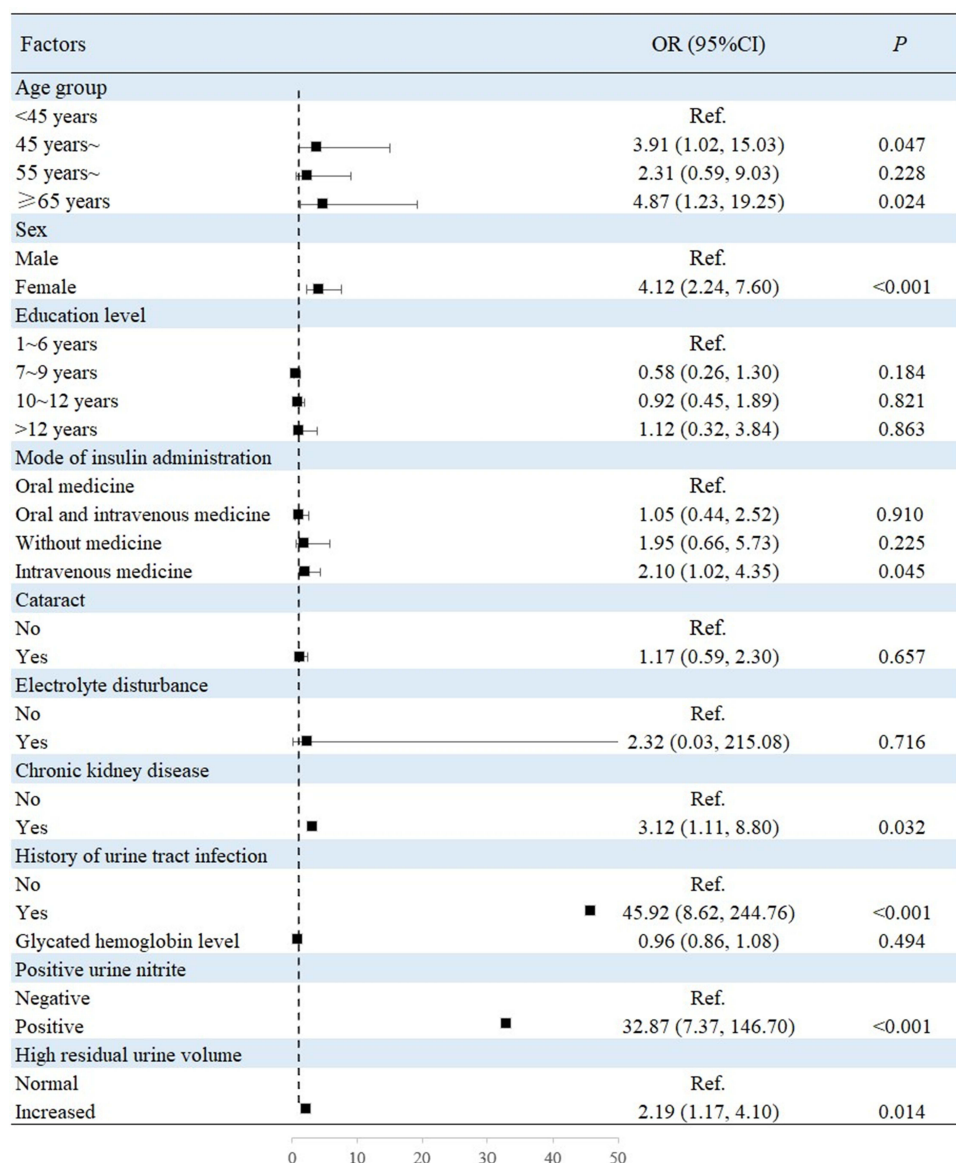 Factors OR (95%CI) P
Age group
<45 years Ref.
45 years~ 3.91 (1.02, 15.03) 0.047
55 years~ 2.31 (0.59, 9.03) 0.228
≥65 years 4.87 (1.23, 19.25) 0.024
Sex
Male Ref.
Female 4.12 (2.24, 7.60) <0.001
Education level
1~6 years Ref.
7~9 years 0.58 (0.26, 1.30) 0.184
10~12 years 0.92 (0.45, 1.89) 0.821
>12 years 1.12 (0.32, 3.84) 0.863
Mode of insulin administration
Oral medicine Ref.
Oral and intravenous medicine 1.05 (0.44, 2.52) 0.910
Without medicine 1.95 (0.66, 5.73) 0.225
Intravenous medicine 2.10 (1.02, 4.35) 0.045
Cataract
No Ref.
Yes 1.17 (0.59, 2.30) 0.657
Electrolyte disturbance
No Ref.
Yes 2.32 (0.03, 215.08) 0.716
Chronic kidney disease
No Ref.
Yes 3.12 (1.11, 8.80) 0.032
History of urine tract infection
No Ref.
Yes 45.92 (8.62, 244.76) <0.001
Glycated hemoglobin level 0.96 (0.86, 1.08) 0.494
Positive urine nitrite
Negative Ref.
Positive 32.87 (7.37, 146.70) <0.001
High residual urine volume
Normal Ref.
Increased 2.19 (1.17, 4.10) 0.014
0 10 20 30 40 50